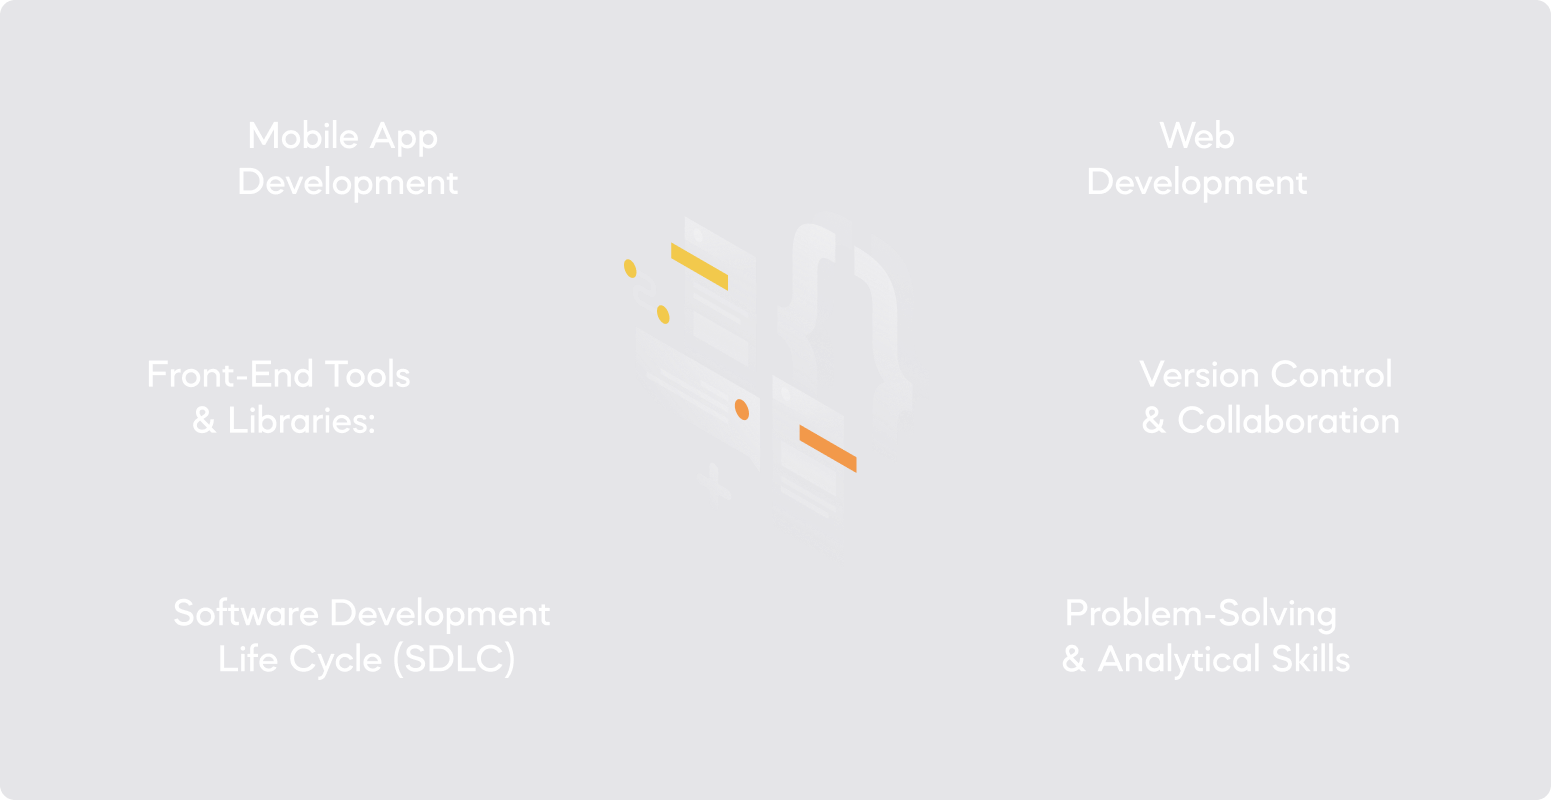 Mobile App
Development
Web
Development
Front-End Tools
& Libraries:
Version Control
& Collaboration
Software Development
Life Cycle (SDLC)
Problem-Solving
& Analytical Skills